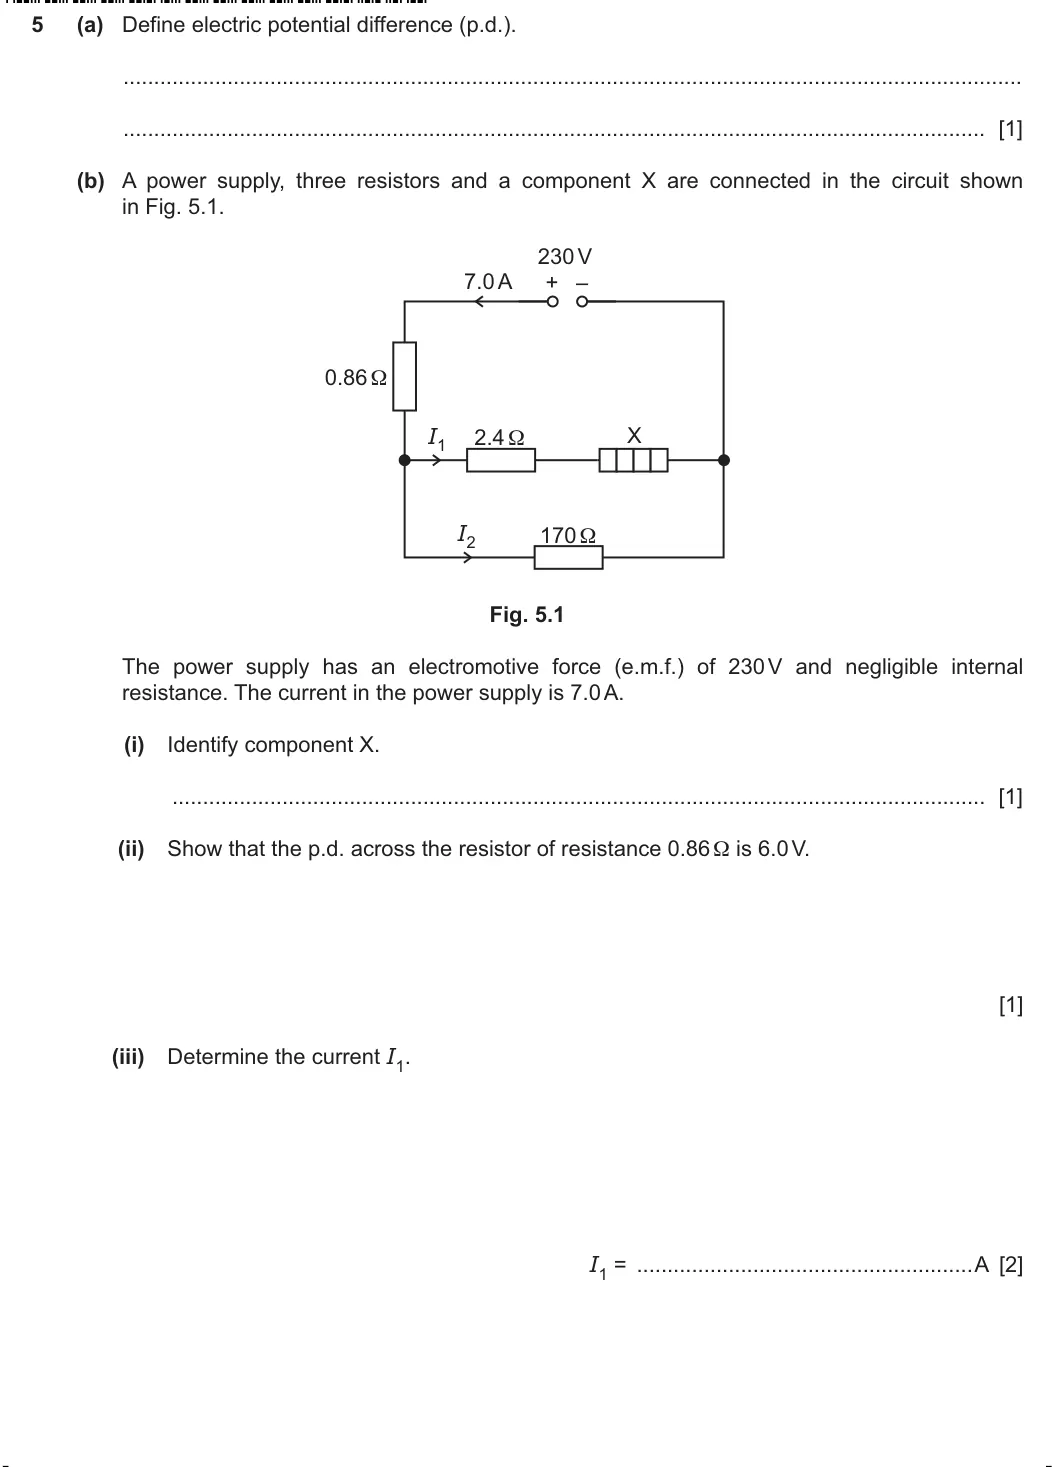 5 (a) Define electric potential difference (p.d.).
..........................................................................................................................................................
.................................................................................................................................................. [1]
(b) A power supply, three resistors and a component X are connected in the circuit shown
in Fig. 5.1.
230 V
7.0 A + –
0.86 Ω
I1 2.4 Ω X
I2 170 Ω
Fig. 5.1
The power supply has an electromotive force (e.m.f.) of 230 V and negligible internal
resistance. The current in the power supply is 7.0 A.
(i) Identify component X.
.......................................................................................................................................... [1]
(ii) Show that the p.d. across the resistor of resistance 0.86 Ω is 6.0 V.
[1]
(iii) Determine the current I1.
I1 = ....................................................... A [2]